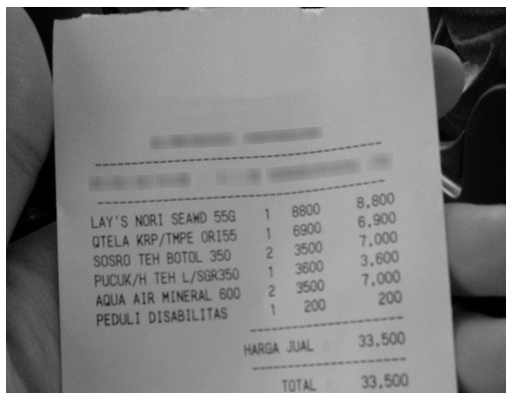 LAY'S NORI SEAWD 55G 1 8800 8,800
QTELA KRP/TMPE ORI55 1 6900 6,900
SOSRO TEH BOTOL 350 2 3500 7,000
PUCUK/H TEH L/SGR350 1 3600 3,600
AQUA AIR MINERAL 600 2 3500 7,000
PEDULI DISABILITAS 1 200 200
HARGA JUAL 33,500
TOTAL 33,500